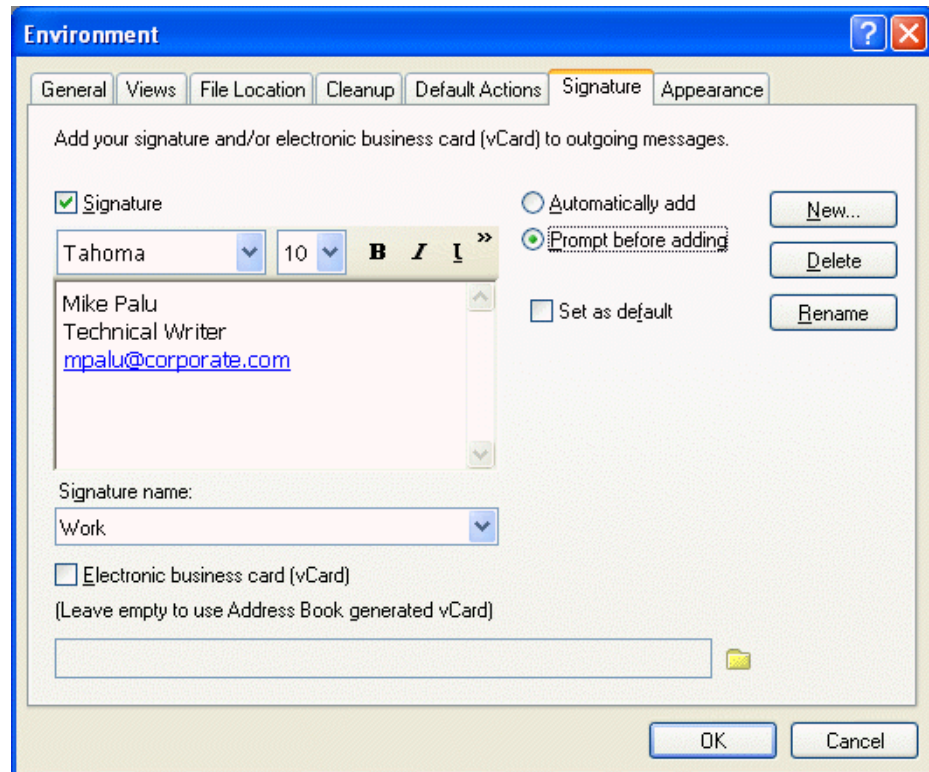 Environment
General Views File Location Cleanup Default Actions Signature Appearance
Add your signature and/or electronic business card (vCard) to outgoing messages.
Signature
Automatically add
New...
Tahoma 10 B I U »
Prompt before adding
Delete
Mike Palu
Technical Writer
mpalu@corporate.com
Set as default
Rename
Signature name:
Work
Electronic business card (vCard)
(Leave empty to use Address Book generated vCard)
OK Cancel